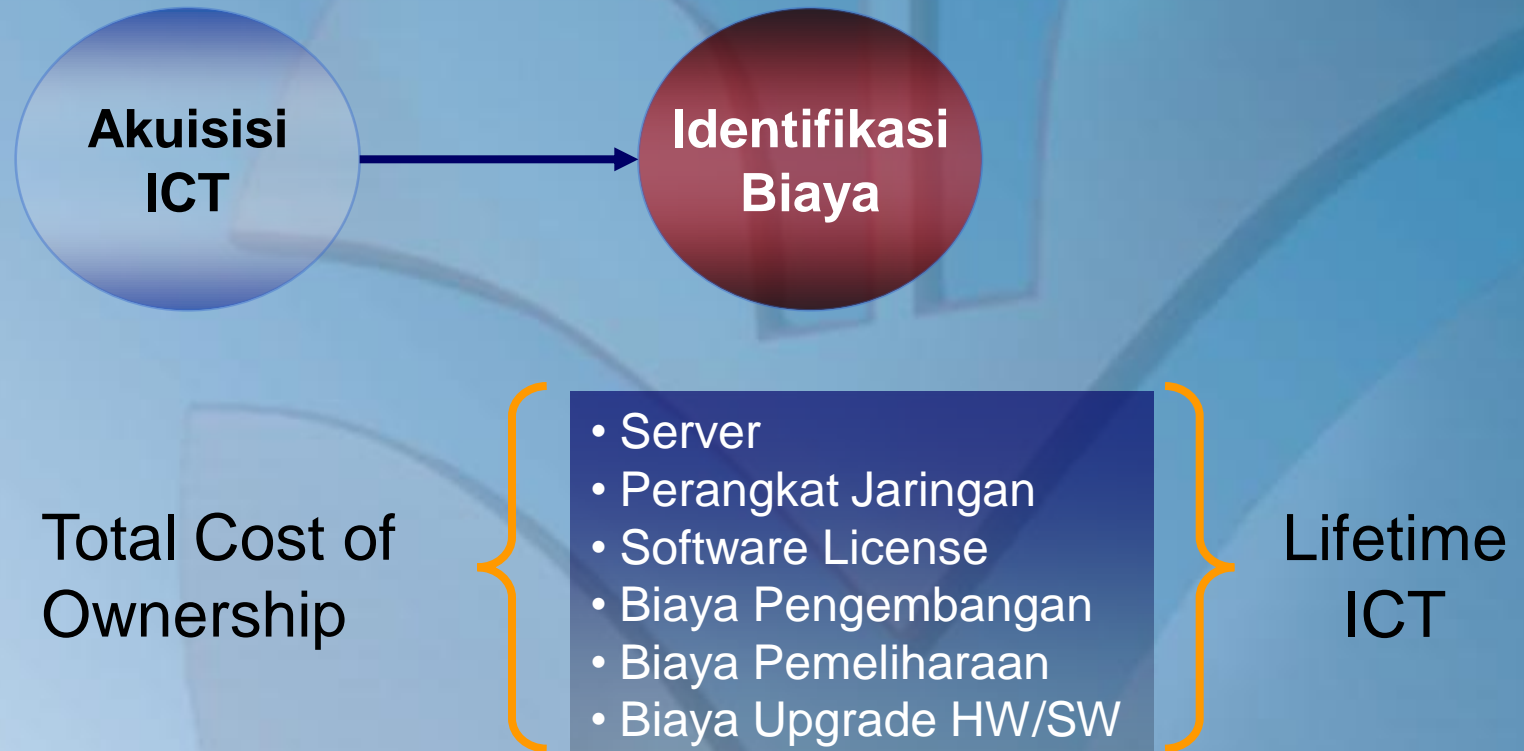 Akuisisi
ICT
Identifikasi
Biaya
Total Cost of
Ownership
• Server
• Perangkat Jaringan
• Software License
• Biaya Pengembangan
• Biaya Pemeliharaan
• Biaya Upgrade HW/SW
Lifetime
ICT